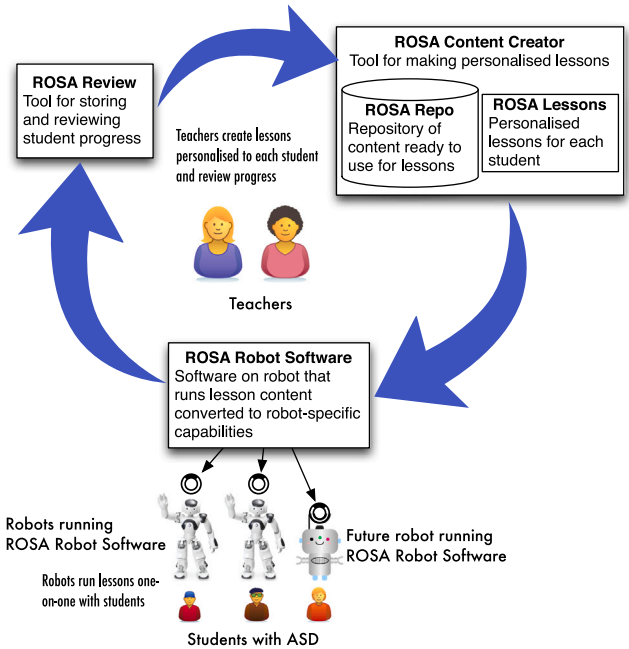 ROSA Content Creator
Tool for making personalised lessons
ROSA Repo
Repository of
content ready to
use for lessons
ROSA Lessons
Personalised
lessons for each
student
ROSA Review
Tool for storing
and reviewing
student progress
Teachers create lessons
personalised to each student
and review progress
Teachers
ROSA Robot Software
Software on robot that
runs lesson content
converted to robot-specific
capabilities
Robots running
ROSA Robot Software
Future robot running
ROSA Robot Software
Robots run lessons one-
on-one with students
Students with ASD